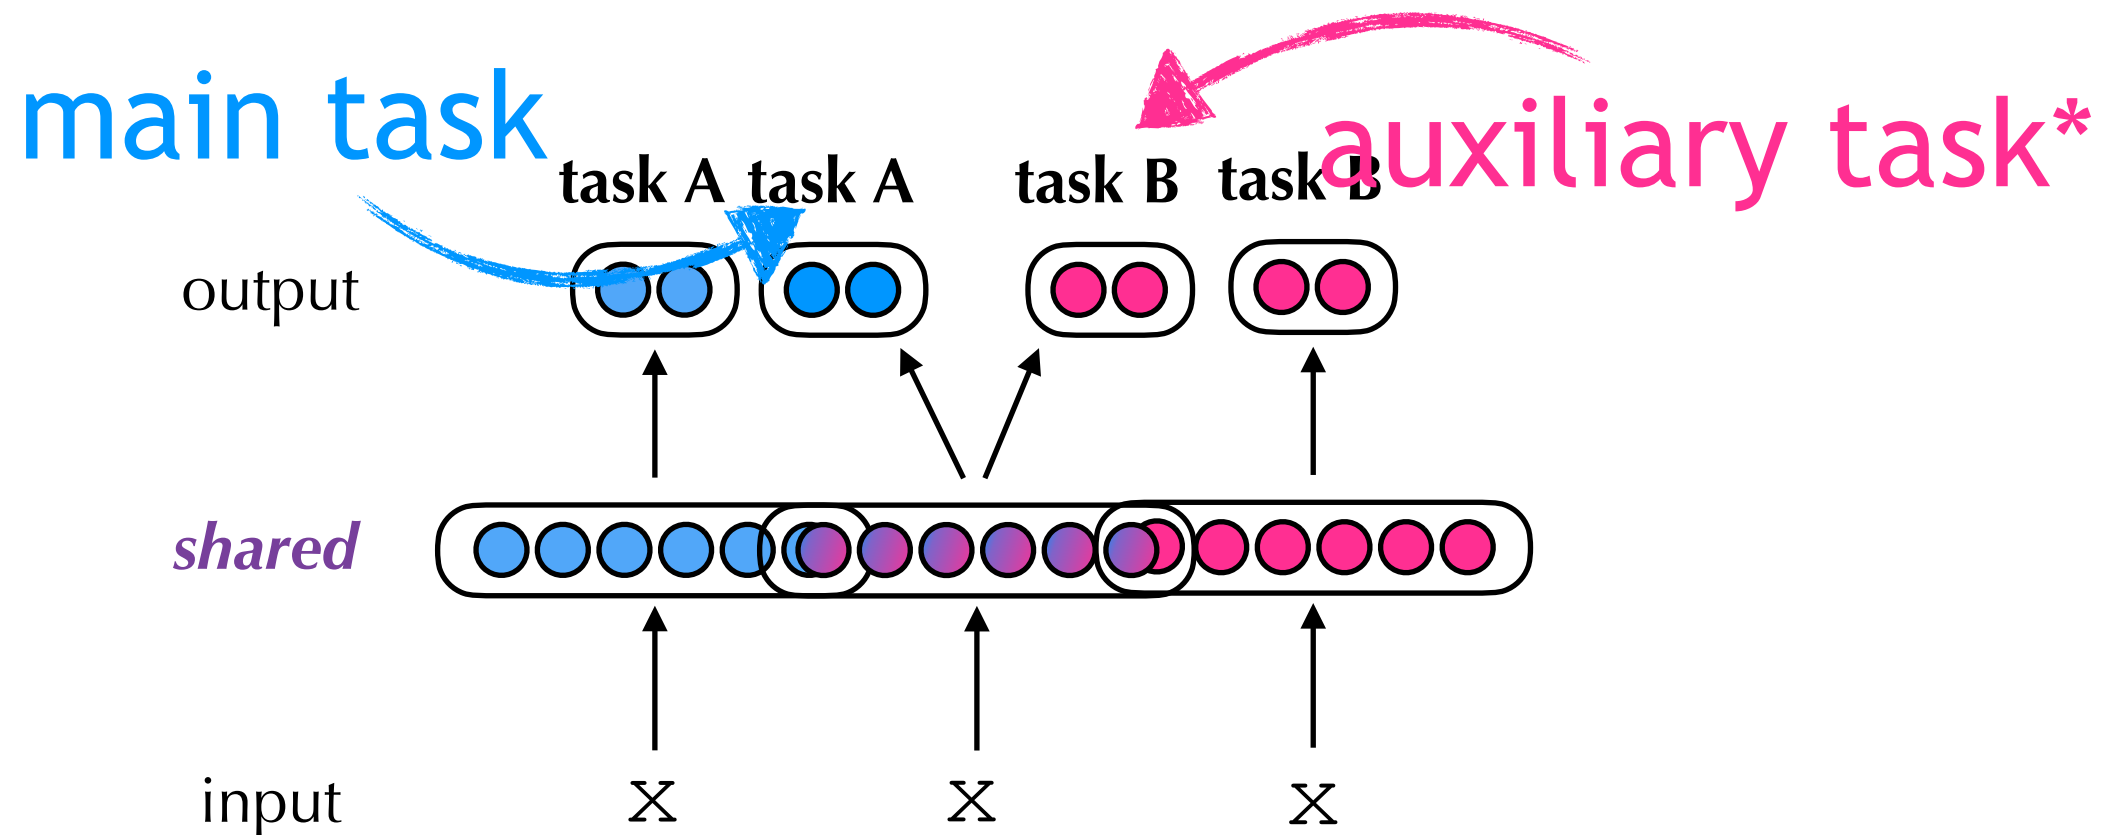 main task
auxiliary task*
task A task A task B task B
output
shared
input x x x